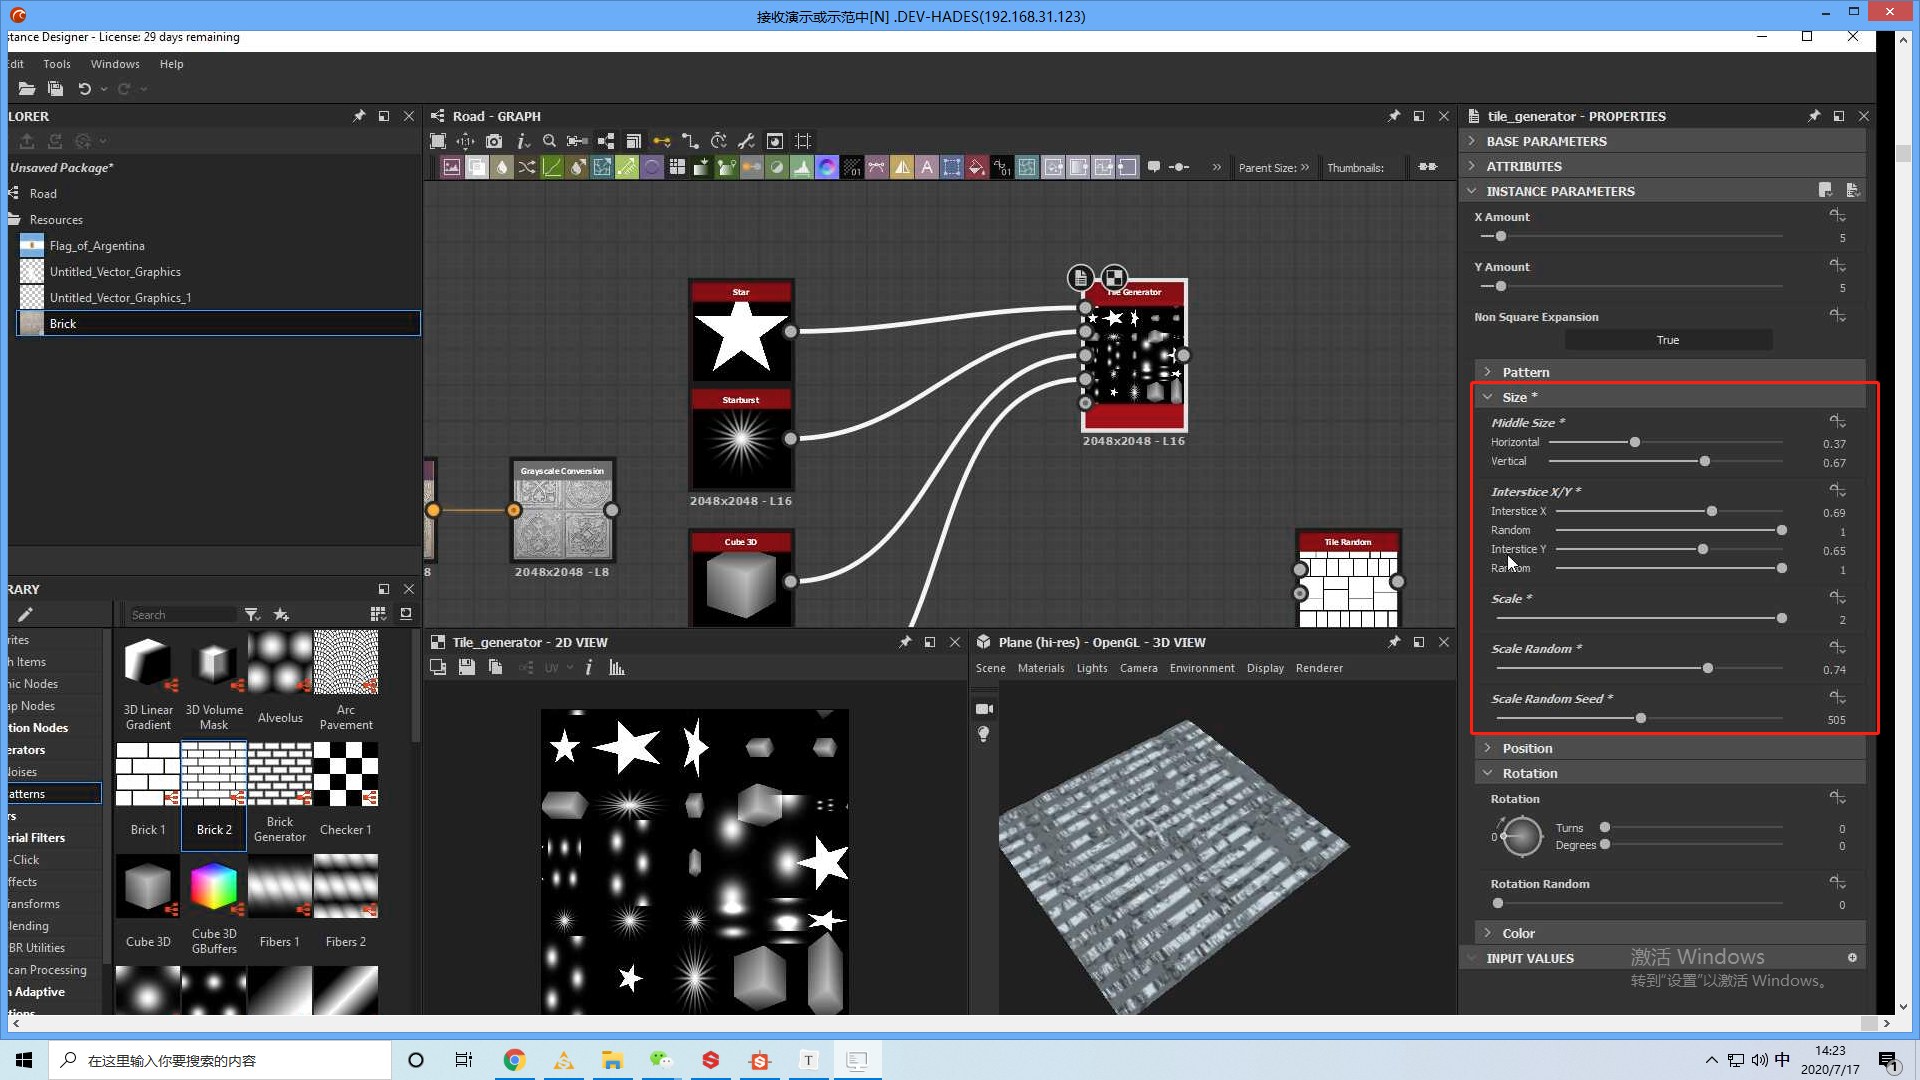 接收演示或示范中[N] .DEV-HADES(192.168.31.123)
stance Designer - License: 29 days remaining
Edit Tools Windows Help
LORER
Unsaved Package*
Road
Resources
Flag_of_Argentina
Untitled_Vector_Graphics
Untitled_Vector_Graphics_1
Brick
Road - GRAPH
Parent Size: >> Thumbnails:
Star
Starburst
2048x2048 - L16
Cube 3D
Grayscale Conversion
2048x2048 - L8
8
Tile Generator
2048x2048 - L16
Tile Random
BRARY
Search
rites
h Items
nic Nodes
ap Nodes
tion Nodes
erators
Noises
atterns
rs
erial Filters
-Click
ffects
ransforms
lending
BR Utilities
can Processing
n Adaptive
tions
3D Linear Gradient
3D Volume Mask
Alveolus
Arc Pavement
Brick 1
Brick 2
Brick Generator
Checker 1
Cube 3D
Cube 3D GBuffers
Fibers 1
Fibers 2
Tile_generator - 2D VIEW
UV
Plane (hi-res) - OpenGL - 3D VIEW
Scene Materials Lights Camera Environment Display Renderer
tile_generator - PROPERTIES
BASE PARAMETERS
ATTRIBUTES
INSTANCE PARAMETERS
X Amount
5
Y Amount
5
Non Square Expansion
True
Pattern
Size *
Middle Size *
Horizontal 0.37
Vertical 0.67
Interstice X/Y *
Interstice X 0.69
Random 1
Interstice Y 0.65
Random 1
Scale *
2
Scale Random *
0.74
Scale Random Seed *
505
Position
Rotation
Rotation
0 Turns 0
Degrees 0
Rotation Random
0
Color
INPUT VALUES
激活 Windows
转到"设置"以激活 Windows。
在这里输入你要搜索的内容
中
14:23
2020/7/17
1